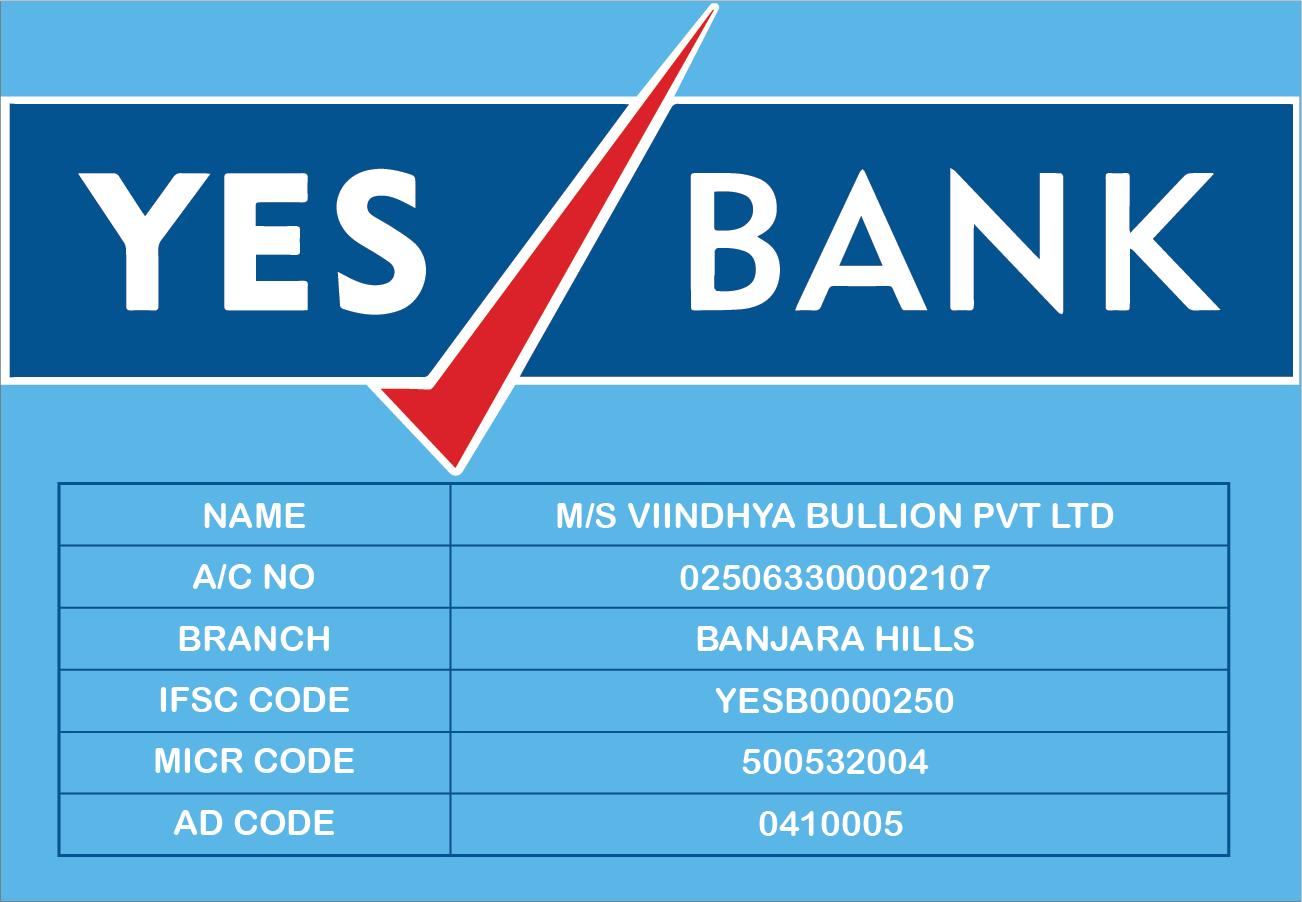 YES BANK
NAME M/S VIINDHYA BULLION PVT LTD
A/C NO 025063300002107
BRANCH BANJARA HILLS
IFSC CODE YESB0000250
MICR CODE 500532004
AD CODE 0410005